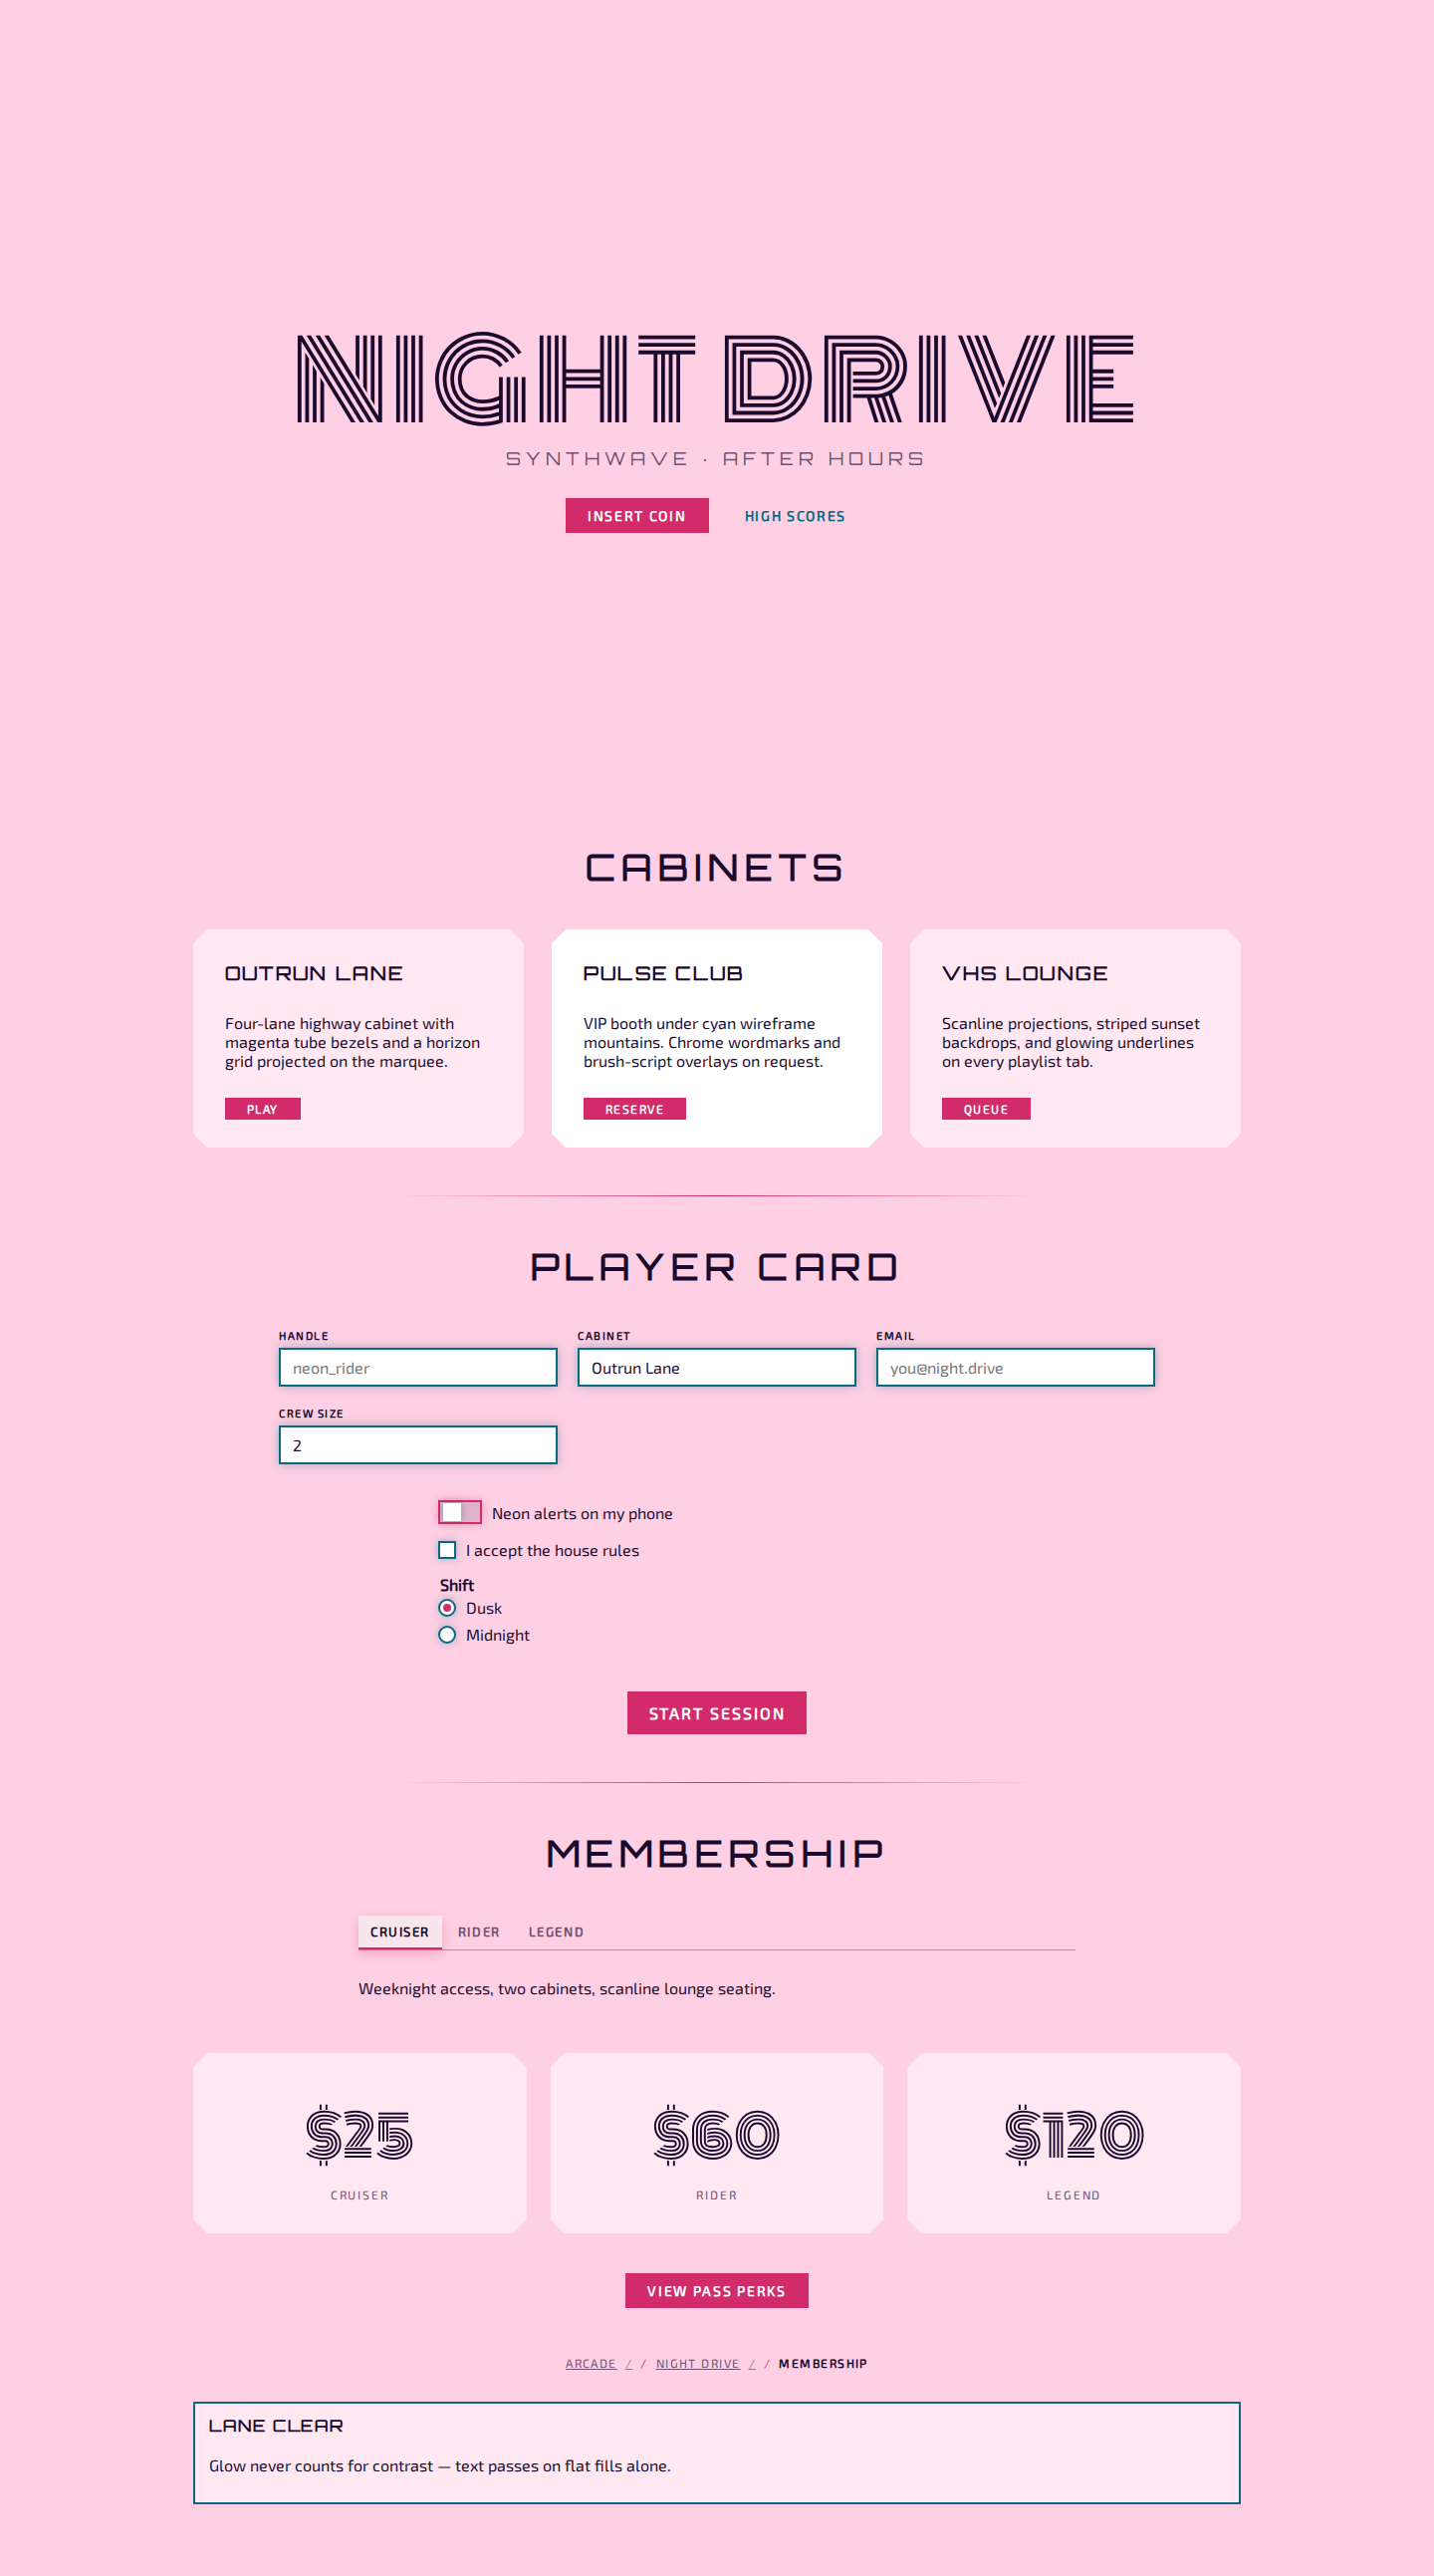 NIGHT DRIVE
SYNTHWAVE · AFTER HOURS
INSERT COIN
HIGH SCORES
CABINETS
OUTRUN LANE
Four-lane highway cabinet with
magenta tube bezels and a horizon
grid projected on the marquee.
PLAY
PULSE CLUB
VIP booth under cyan wireframe
mountains. Chrome wordmarks and
brush-script overlays on request.
RESERVE
VHS LOUNGE
Scanline projections, striped sunset
backdrops, and glowing underlines
on every playlist tab.
QUEUE
PLAYER CARD
HANDLE
neon_rider
CABINET
Outrun Lane
EMAIL
you@night.drive
CREW SIZE
2
Neon alerts on my phone
I accept the house rules
Shift
Dusk
Midnight
START SESSION
MEMBERSHIP
CRUISER RIDER LEGEND
Weeknight access, two cabinets, scanline lounge seating.
$25
CRUISER
$60
RIDER
$120
LEGEND
VIEW PASS PERKS
ARCADE / / NIGHT DRIVE / / MEMBERSHIP
LANE CLEAR
Glow never counts for contrast — text passes on flat fills alone.